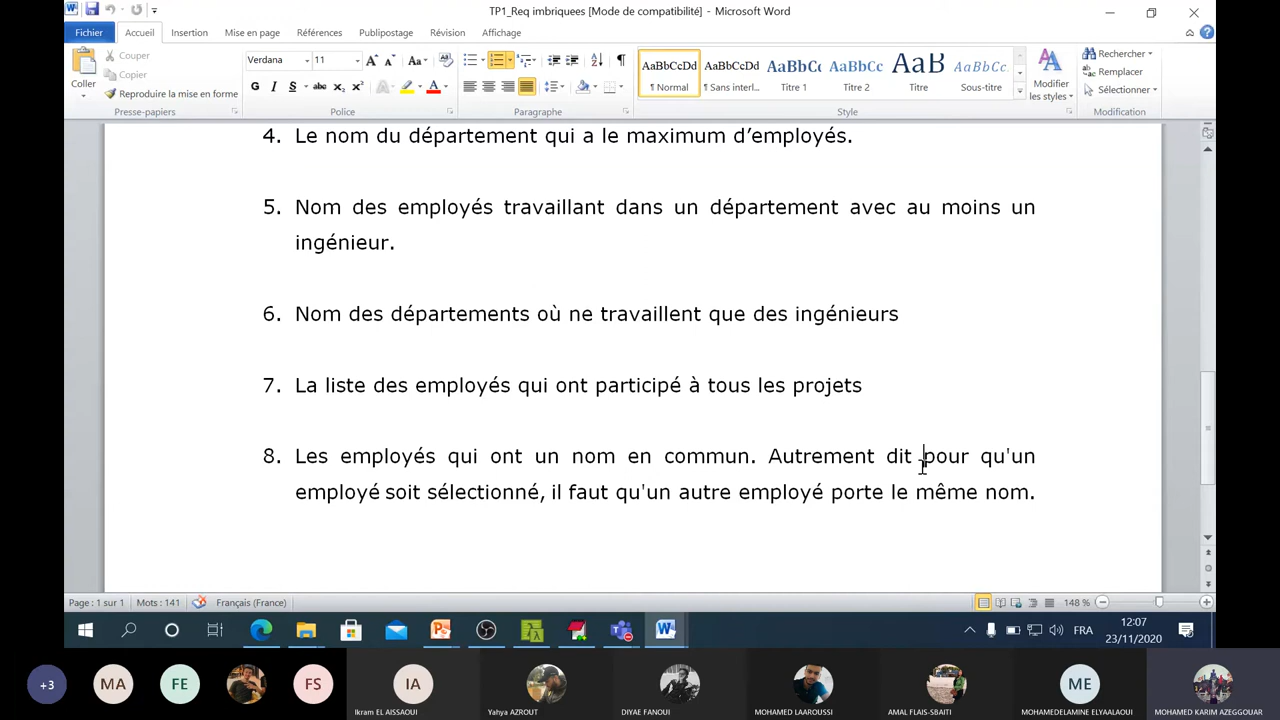 TP1_Req imbriquees [Mode de compatibilité] - Microsoft Word
Fichier Accueil Insertion Mise en page Références Publipostage Révision Affichage
Coller
Couper
Copier
Reproduire la mise en forme
Presse-papiers
Verdana 11
G I S abc x₂ x² A A
Police
Paragraphe
AaBbCcDd AaBbCcDd AaBbCc AaBbCc AaB AaBbCcDd
¶ Normal ¶ Sans interl... Titre 1 Titre 2 Titre Sous-titre
Style
Modifier
les styles
Rechercher
Remplacer
Sélectionner
Modification
4. Le nom du département qui a le maximum d’employés.
5. Nom des employés travaillant dans un département avec au moins un
ingénieur.
6. Nom des départements où ne travaillent que des ingénieurs
7. La liste des employés qui ont participé à tous les projets
8. Les employés qui ont un nom en commun. Autrement dit pour qu'un
employé soit sélectionné, il faut qu'un autre employé porte le même nom.
Page : 1 sur 1 Mots : 141 Français (France) 148 %
FRA
12:07
23/11/2020
+3 MA FE FS IA ME
Ikram EL AISSAOUI Yahya AZROUT DIYAE FANOUI MOHAMED LAAROUSSI AMAL FLAIS-SBAITI MOHAMEDELAMINE ELYAALAOUI MOHAMED KARIM AZEGGOUAR